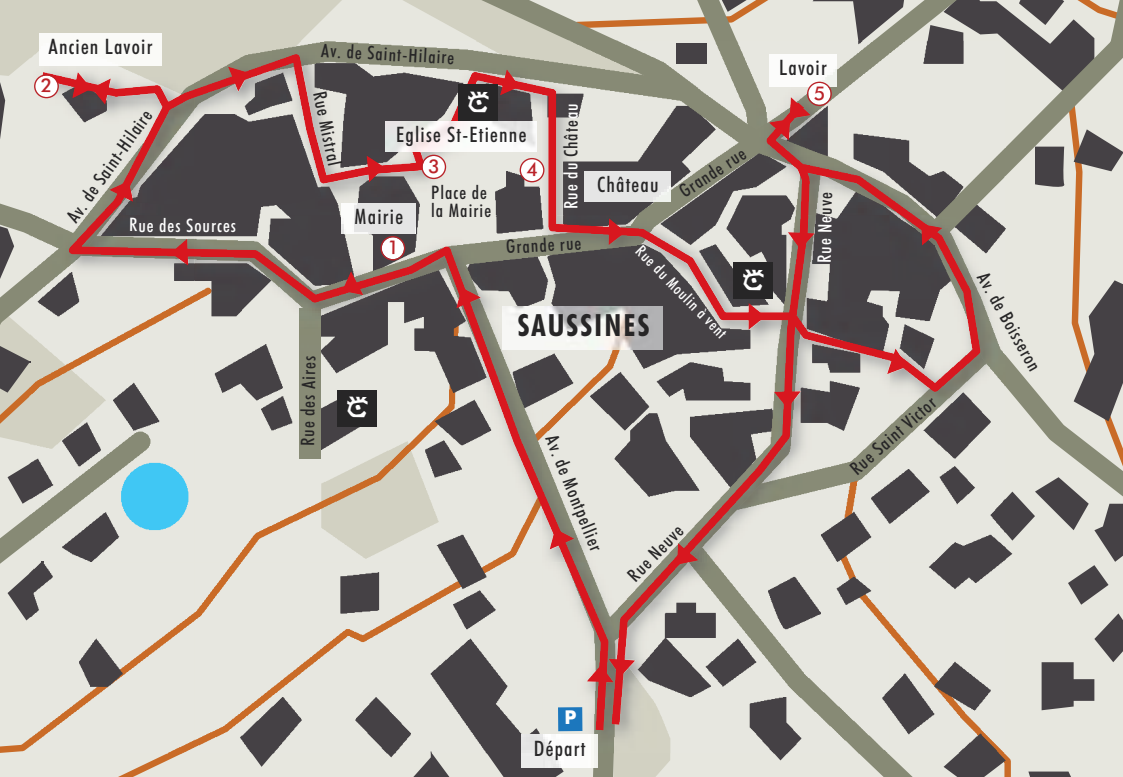 Ancien Lavoir
2
Av. de Saint-Hilaire
Lavoir
5
Av. de Saint-Hilaire
Rue Mistral
Eglise St-Etienne
3
4
Rue du Château
Château
Grande rue
Place de
la Mairie
Mairie
1
Rue des Sources
Grande rue
Rue Neuve
Rue du Moulin à vent
Av. de Boisseron
SAUSSINES
Rue des Aires
Rue Saint Victor
Av. de Montpellier
Rue Neuve
P
Départ